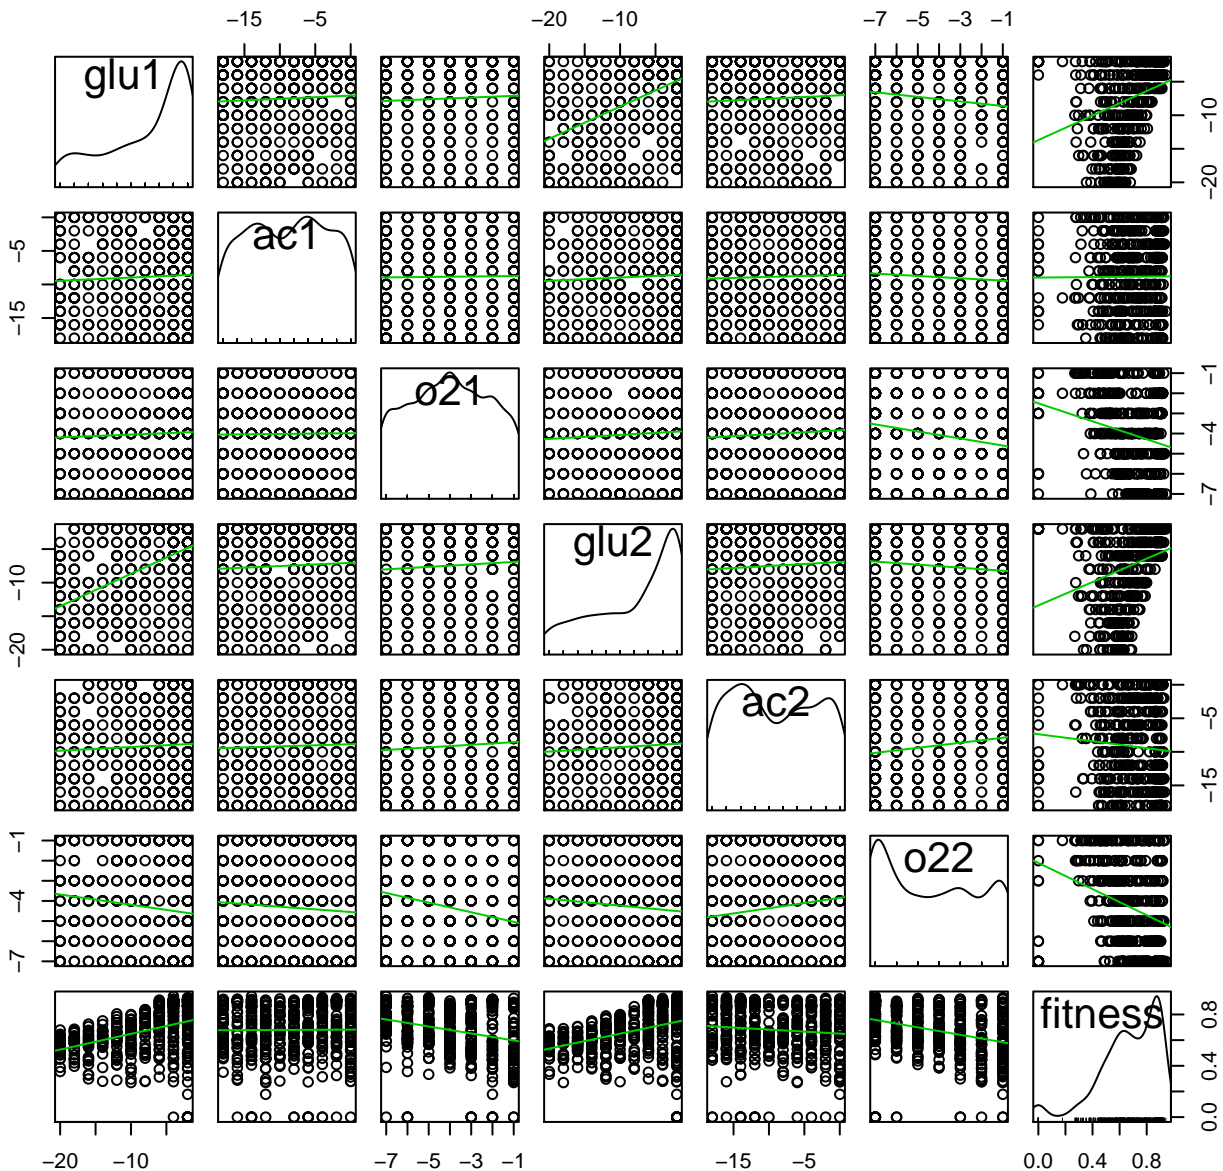 −15 −5 −20 −10 −7 −5 −3 −1
glu1
−20 −10
ac1
−15 −5
o21
−7 −4 −1
glu2
−20 −10
ac2
−15 −5
o22
−7 −4 −1
fitness
0.0 0.4 0.8
−20 −10 −7 −5 −3 −1 −15 −5 0.0 0.4 0.8